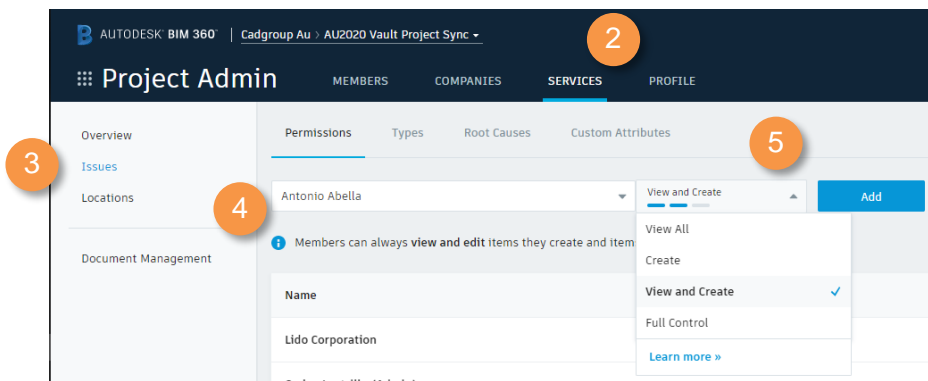 AUTODESK® BIM 360™ | Cadgroup Au > AU2020 Vault Project Sync
2
Project Admin MEMBERS COMPANIES SERVICES PROFILE
Overview
Permissions Types Root Causes Custom Attributes
5
3
Issues
Locations
4
Antonio Abella
View and Create
Add
View All
Members can always view and edit items they create and item
Create
Document Management
Name
View and Create
Full Control
Lido Corporation
Learn more »